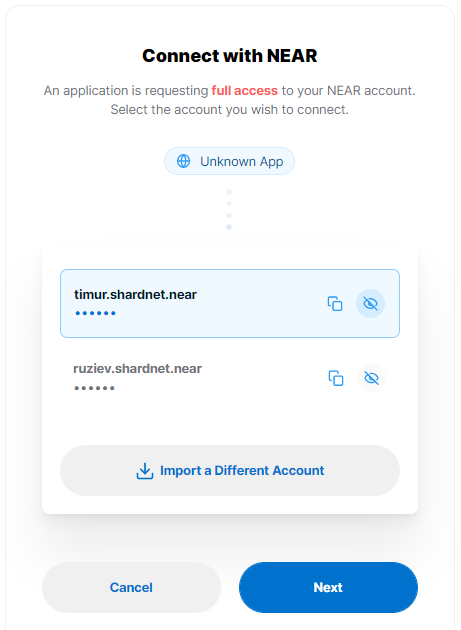 Connect with NEAR
An application is requesting full access to your NEAR account.
Select the account you wish to connect.
Unknown App
timur.shardnet.near
••••••
ruziev.shardnet.near
••••••
Import a Different Account
Cancel
Next